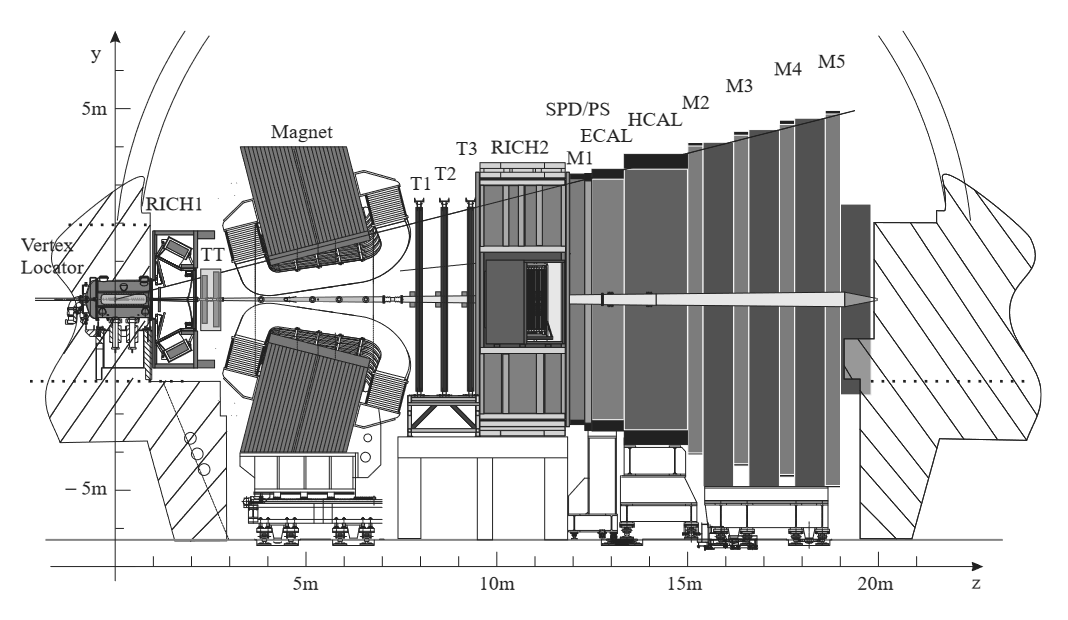 y
5m
− 5m
Vertex
Locator
RICH1
TT
Magnet
T1
T2
T3
RICH2
M1
SPD/PS
ECAL
HCAL
M2
M3
M4
M5
5m
10m
15m
20m
z